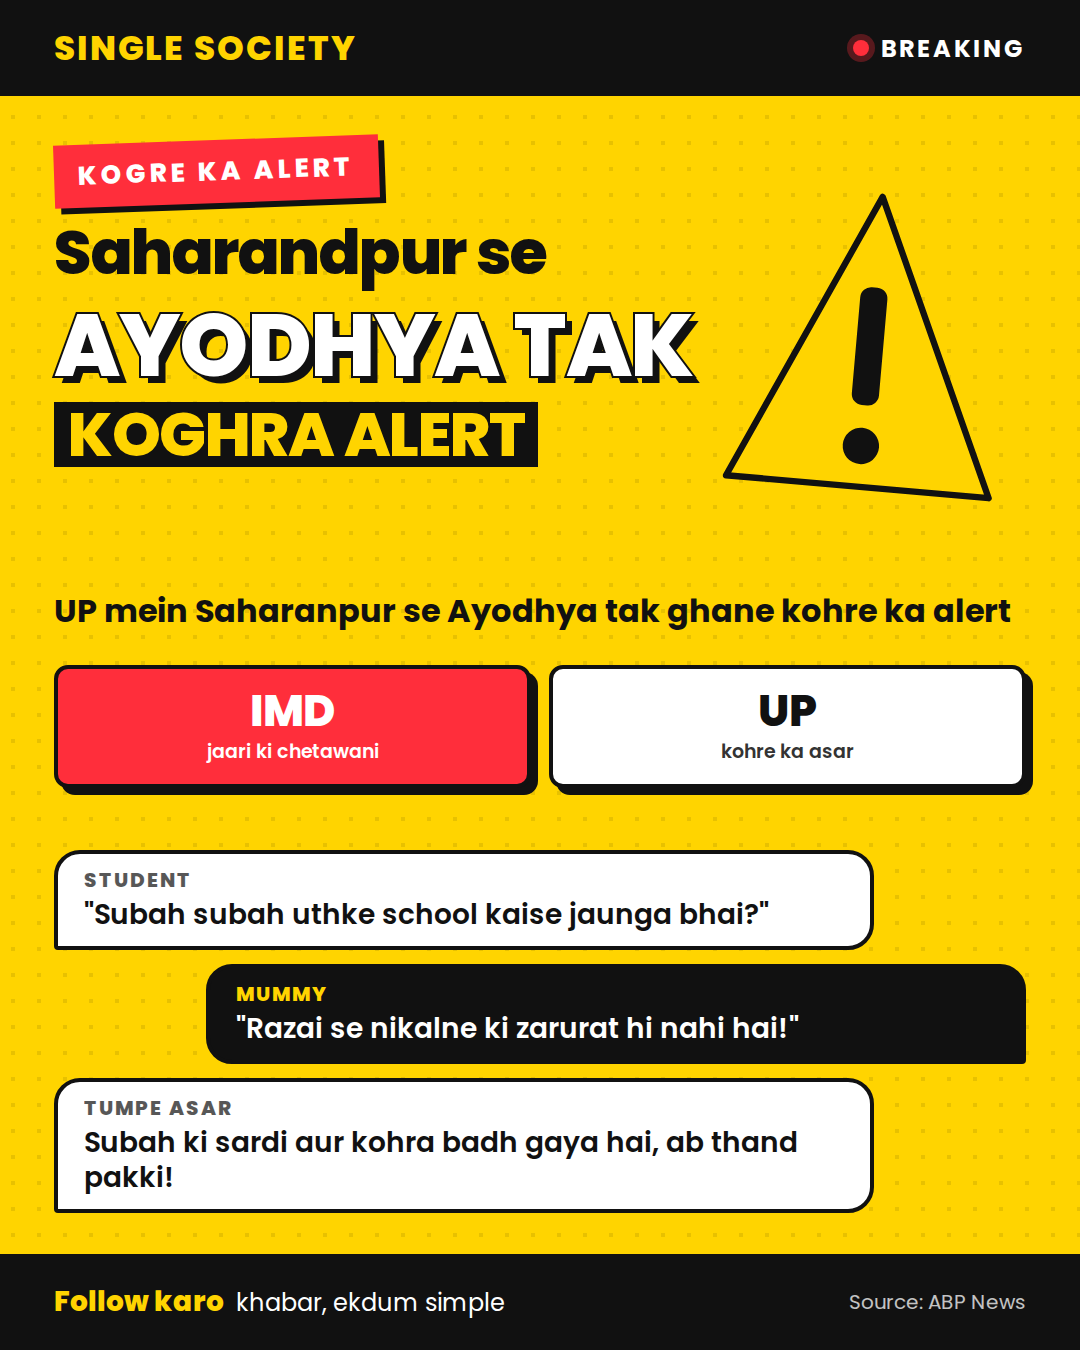 SINGLE SOCIETY
BREAKING
KOGRE KA ALERT
Saharandpur se
AYODHYA TAK
KOGHRA ALERT
UP mein Saharanpur se Ayodhya tak ghane kohre ka alert
IMD
jaari ki chetawani
UP
kohre ka asar
STUDENT
"Subah subah uthke school kaise jaunga bhai?"
MUMMY
"Razai se nikalne ki zarurat hi nahi hai!"
TUMPE ASAR
Subah ki sardi aur kohra badh gaya hai, ab thand
pakki!
Follow karo khabar, ekdum simple
Source: ABP News